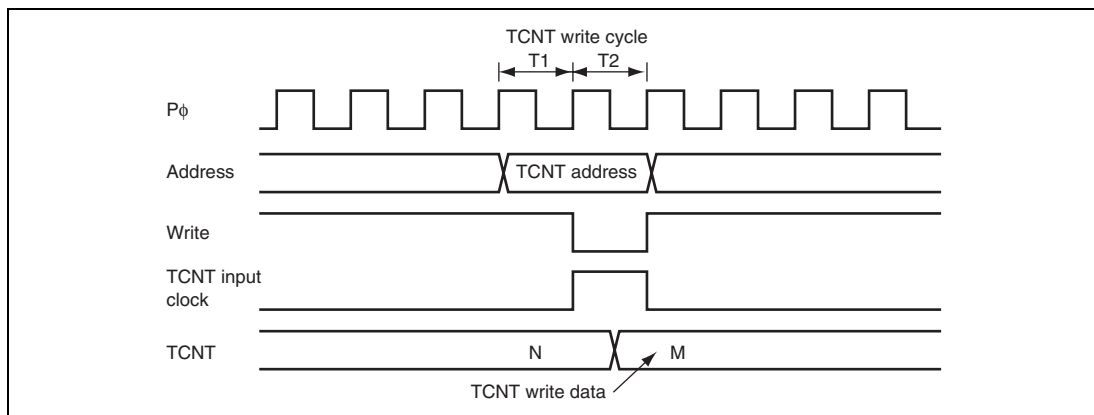 TCNT write cycle
T1 T2
Pϕ
Address TCNT address
Write
TCNT input
clock
TCNT N M
TCNT write data